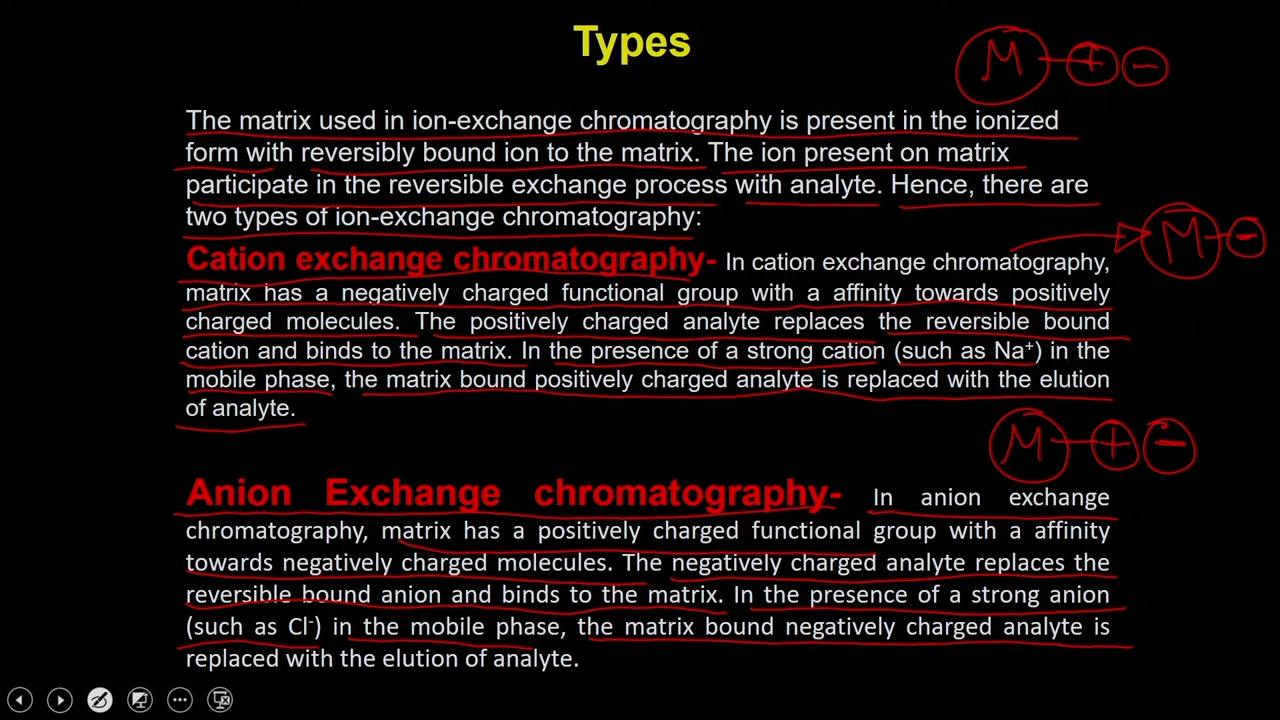 Types
M + -
The matrix used in ion-exchange chromatography is present in the ionized
form with reversibly bound ion to the matrix. The ion present on matrix
participate in the reversible exchange process with analyte. Hence, there are
two types of ion-exchange chromatography:
M -
Cation exchange chromatography- In cation exchange chromatography,
matrix has a negatively charged functional group with a affinity towards positively
charged molecules. The positively charged analyte replaces the reversible bound
cation and binds to the matrix. In the presence of a strong cation (such as Na⁺) in the
mobile phase, the matrix bound positively charged analyte is replaced with the elution
of analyte.
M + -
Anion Exchange chromatography- In anion exchange
chromatography, matrix has a positively charged functional group with a affinity
towards negatively charged molecules. The negatively charged analyte replaces the
reversible bound anion and binds to the matrix. In the presence of a strong anion
(such as Cl⁻) in the mobile phase, the matrix bound negatively charged analyte is
replaced with the elution of analyte.